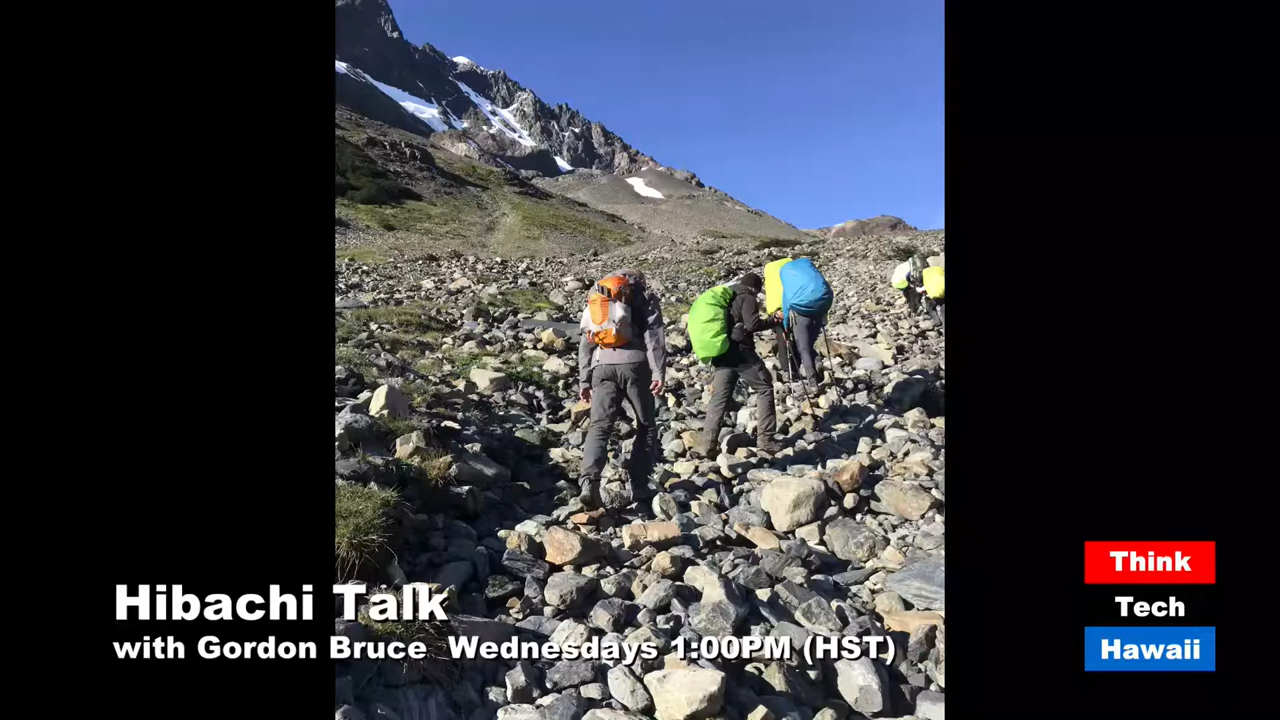 Hibachi Talk
with Gordon Bruce Wednesdays 1:00PM (HST)
Think
Tech
Hawaii